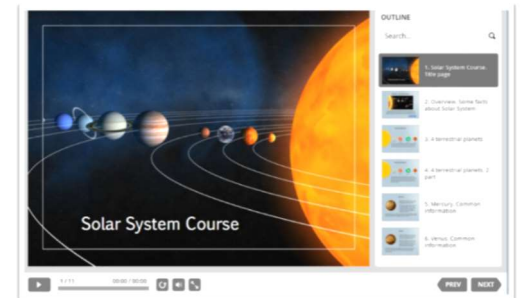 OUTLINE
Search...
1. Solar System Course.
Title page
2. Overview. Some facts
about Solar System
3. 4 terrestrial planets
4. 4 terrestrial planets. 2
part
5. Mercury. Common
information
6. Venus. Common
information
Solar System Course
1 / 11
00:00 / 00:00
PREV
NEXT